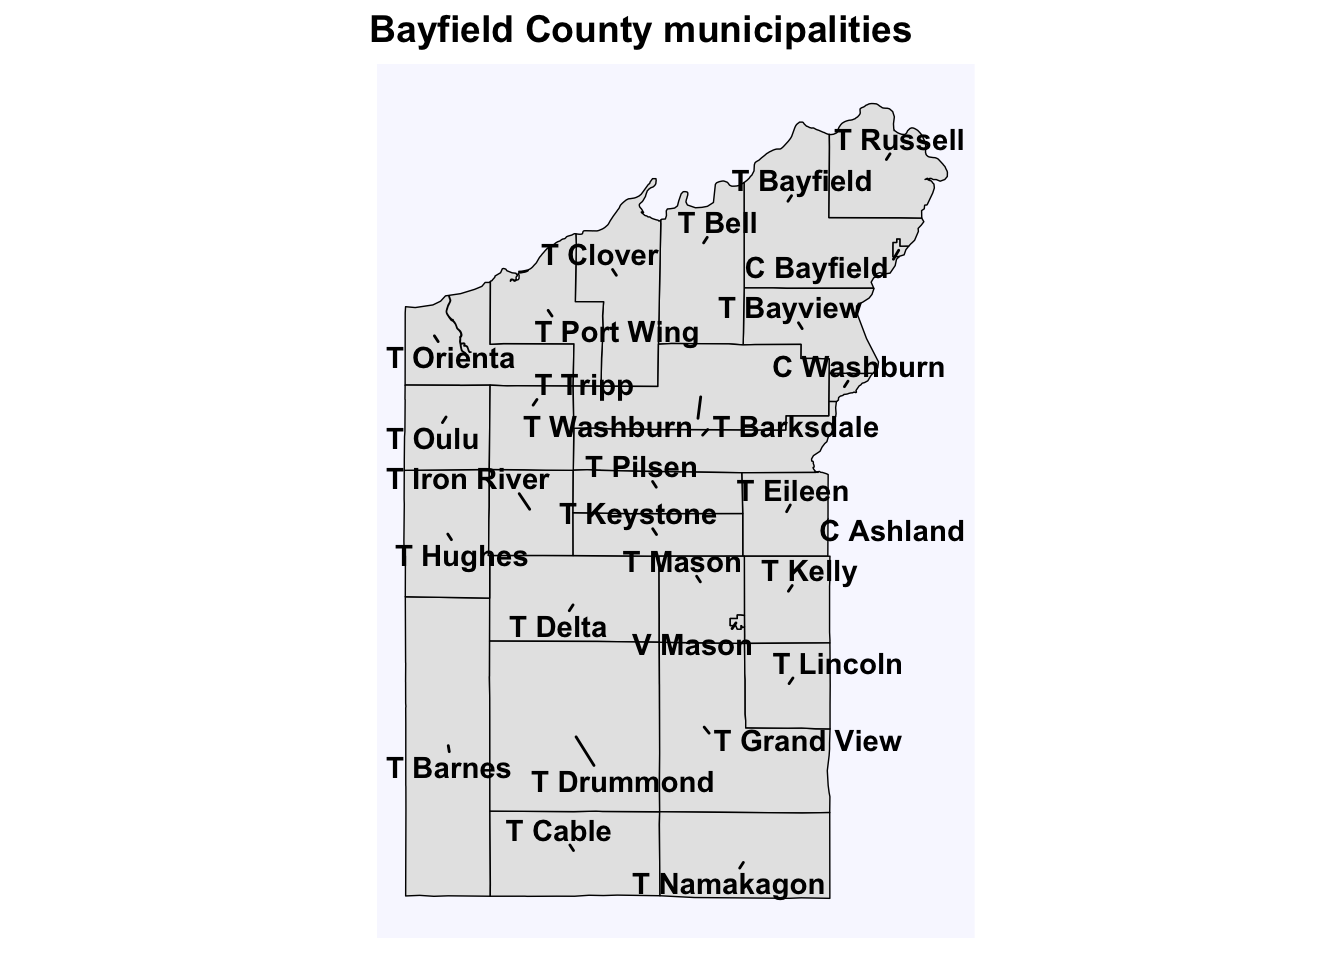 Bayfield County municipalities
T Russell
T Bayfield
T Bell
T Clover
C Bayfield
T Bayview
T Port Wing
T Orienta
C Washburn
T Tripp
T Washburn
T Barksdale
T Oulu
T Pilsen
T Iron River
T Eileen
T Keystone
C Ashland
T Hughes
T Mason
T Kelly
T Delta
V Mason
T Lincoln
T Grand View
T Barnes
T Drummond
T Cable
T Namakagon